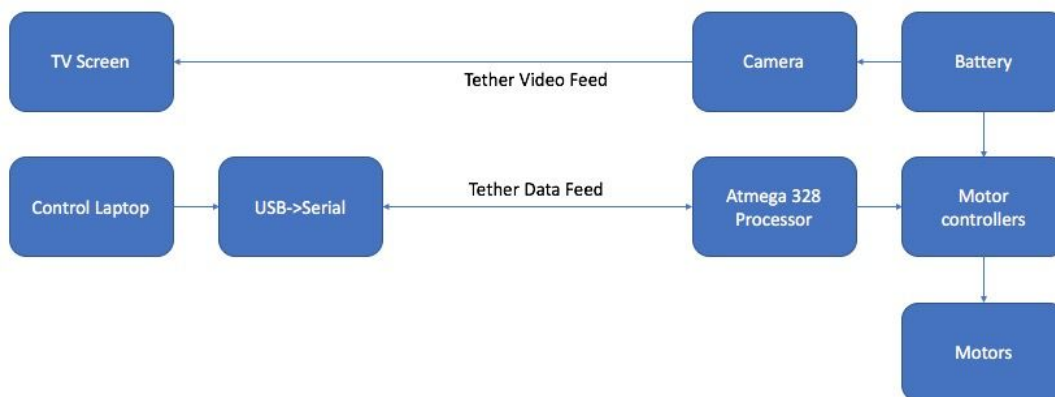 TV Screen
Camera
Battery
Tether Video Feed
Control Laptop
USB->Serial
Tether Data Feed
Atmega 328
Processor
Motor
controllers
Motors